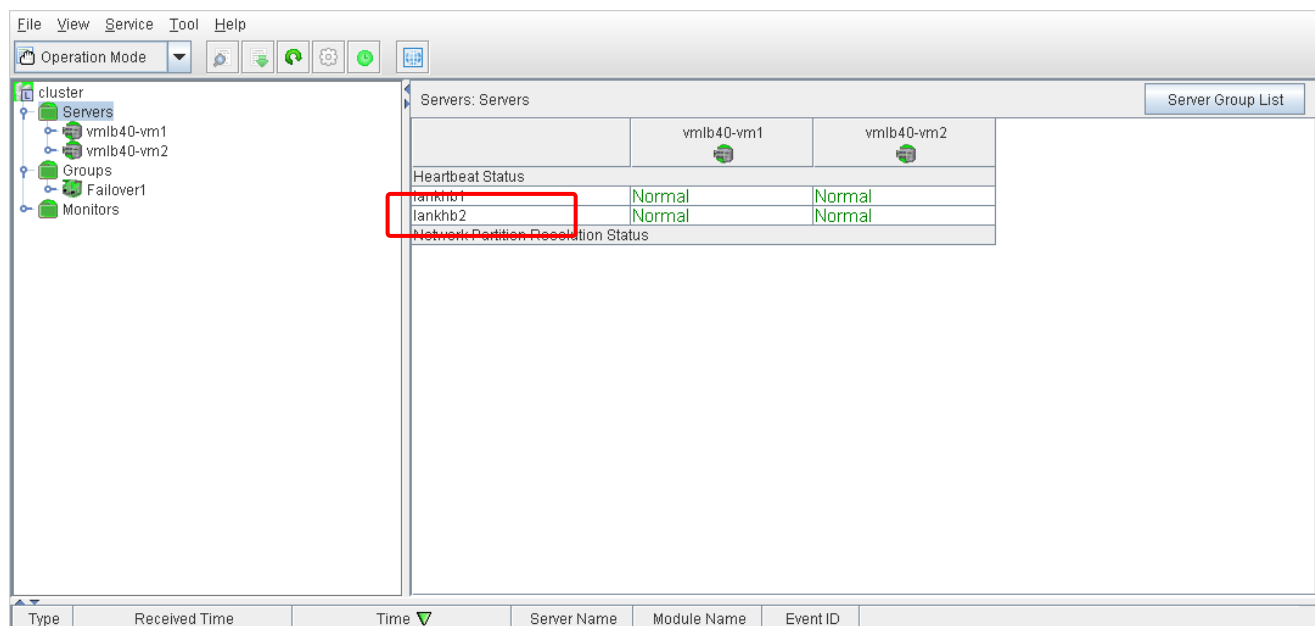 File View Service Tool Help
Operation Mode
cluster
Servers
vmlb40-vm1
vmlb40-vm2
Groups
Failover1
Monitors
Servers: Servers
Server Group List
vmlb40-vm1 vmlb40-vm2
Heartbeat Status
lankhb1 Normal Normal
lankhb2 Normal Normal
Network Partition Resolution Status
Type Received Time Time Server Name Module Name Event ID